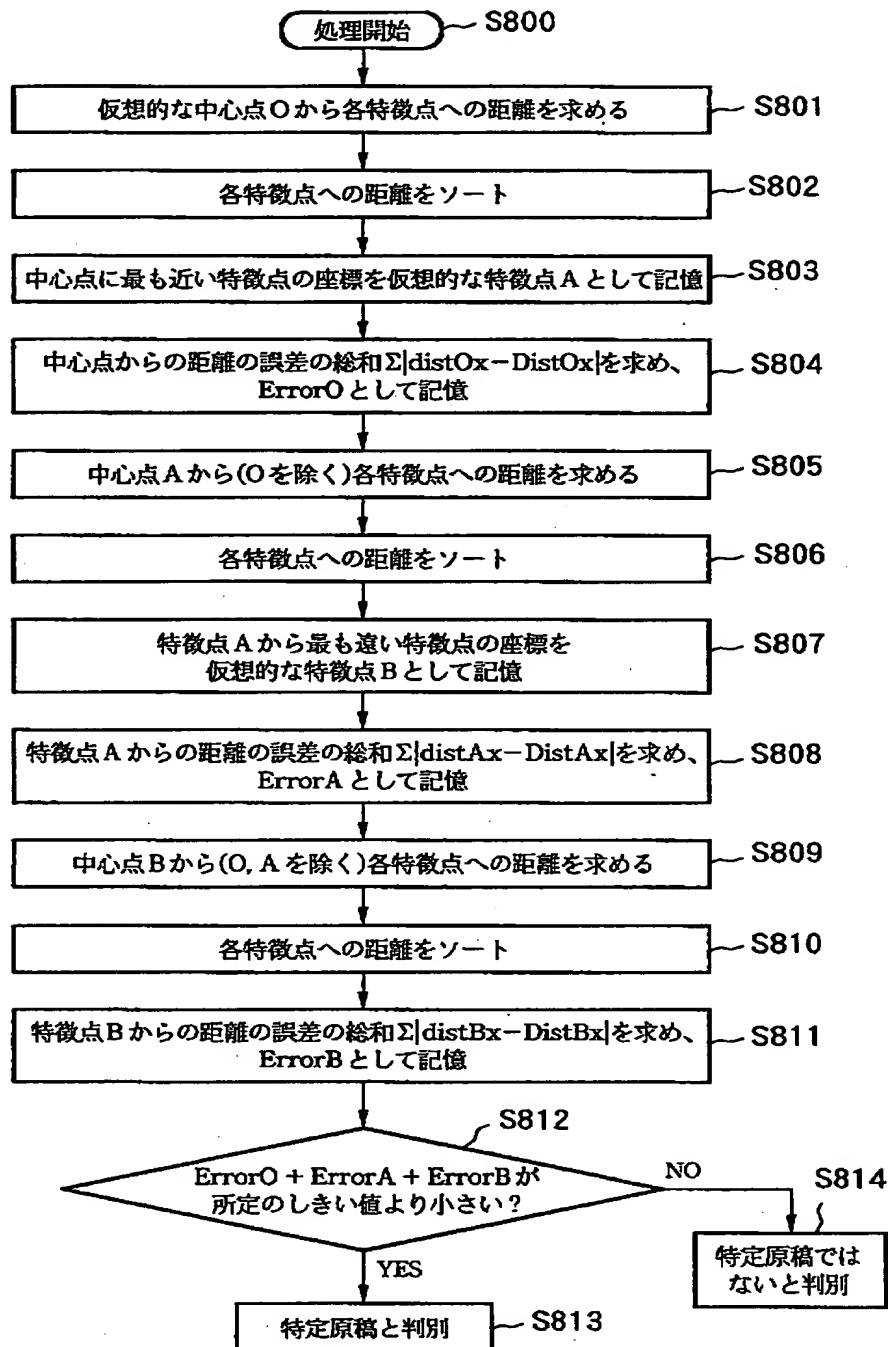 処理開始 S800
仮想的な中心点Oから各特徴点への距離を求める S801
各特徴点への距離をソート S802
中心点に最も近い特徴点の座標を仮想的な特徴点Aとして記憶 S803
中心点からの距離の誤差の総和Σ|distOx−DistOx|を求め、 S804
ErrorOとして記憶
中心点Aから(Oを除く)各特徴点への距離を求める S805
各特徴点への距離をソート S806
特徴点Aから最も遠い特徴点の座標を S807
仮想的な特徴点Bとして記憶
特徴点Aからの距離の誤差の総和Σ|distAx−DistAx|を求め、 S808
ErrorAとして記憶
中心点Bから(O, Aを除く)各特徴点への距離を求める S809
各特徴点への距離をソート S810
特徴点Bからの距離の誤差の総和Σ|distBx−DistBx|を求め、 S811
ErrorBとして記憶
S812
ErrorO + ErrorA + ErrorBが
所定のしきい値より小さい？
NO
S814
特定原稿では
ないと判別
YES
特定原稿と判別 S813